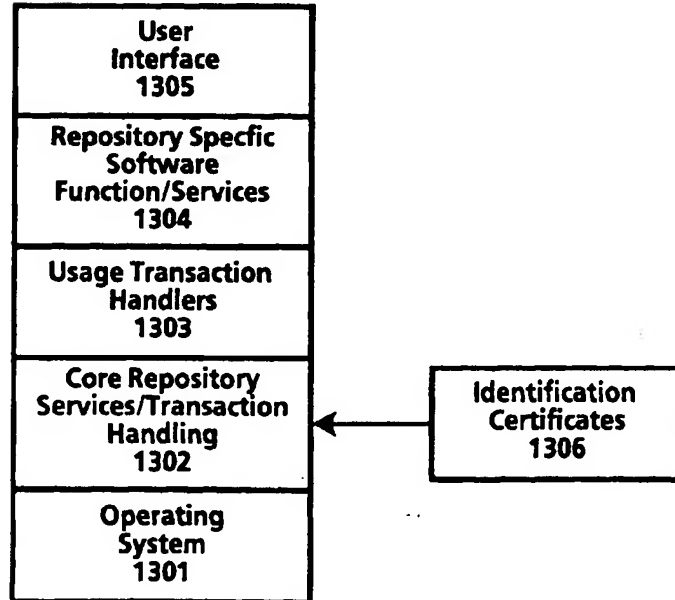 User
Interface
1305
Repository Specfic
Software
Function/Services
1304
Usage Transaction
Handlers
1303
Core Repository
Services/Transaction
Handling
1302
Operating
System
1301
Identification
Certificates
1306